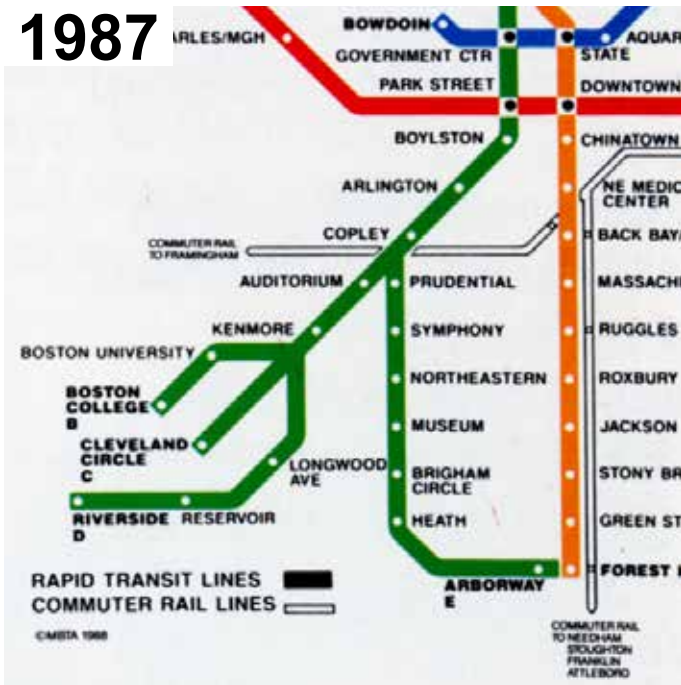 1987
ARLES/MGH
BOWDOIN
AQUAR
GOVERNMENT CTR
STATE
PARK STREET
DOWNTOWN
BOYLSTON
CHINATOWN
ARLINGTON
NE MEDIC
CENTER
COPLEY
BACK BAY
COMMUTER RAIL
TO FRAMINGHAM
AUDITORIUM
PRUDENTIAL
MASSACH
KENMORE
SYMPHONY
RUGGLES
BOSTON UNIVERSITY
NORTHEASTERN
ROXBURY
BOSTON
COLLEGE
B
MUSEUM
JACKSON
CLEVELAND
CIRCLE
C
LONGWOOD
AVE
BRIGHAM
CIRCLE
STONY BR
RIVERSIDE
D
RESERVOIR
HEATH
GREEN ST
ARBORWAY
E
FOREST
RAPID TRANSIT LINES
COMMUTER RAIL LINES
COMMUTER RAIL
TO NEEDHAM
STOUGHTON
FRANKLIN
ATTLEBORO